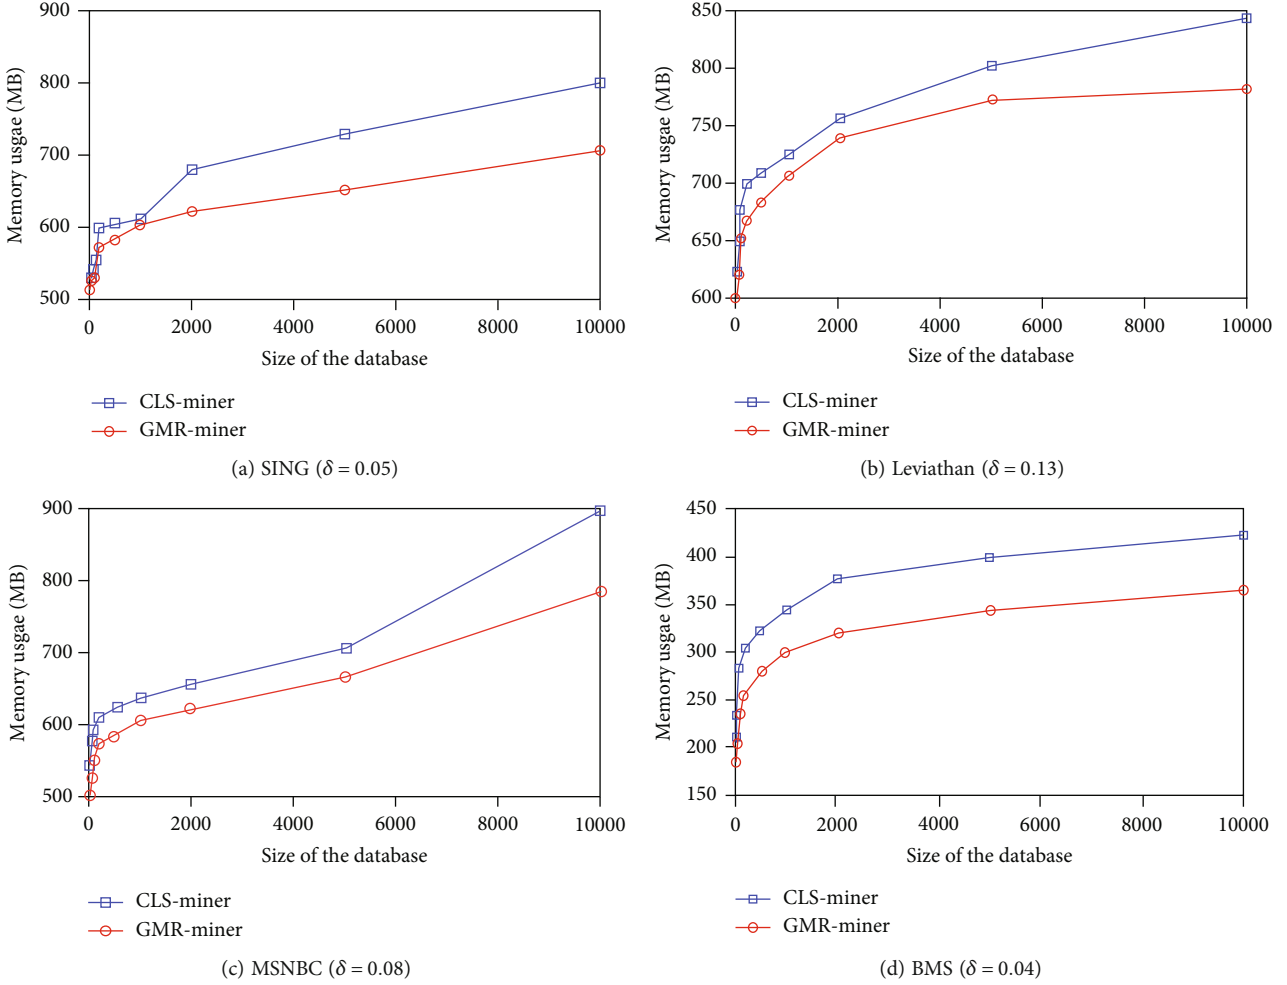 900
800
700
600
500
Memory usgae (MB)
0 2000 4000 6000 8000 10000
Size of the database
CLS-miner
GMR-miner
(a) SING (δ = 0.05)
850
800
750
700
650
600
Memory usgae (MB)
0 2000 4000 6000 8000 10000
Size of the database
CLS-miner
GMR-miner
(b) Leviathan (δ = 0.13)
900
800
700
600
500
Memory usgae (MB)
0 2000 4000 6000 8000 10000
Size of the database
CLS-miner
GMR-miner
(c) MSNBC (δ = 0.08)
450
400
350
300
250
200
150
Memory usgae (MB)
0 2000 4000 6000 8000 10000
Size of the database
CLS-miner
GMR-miner
(d) BMS (δ = 0.04)